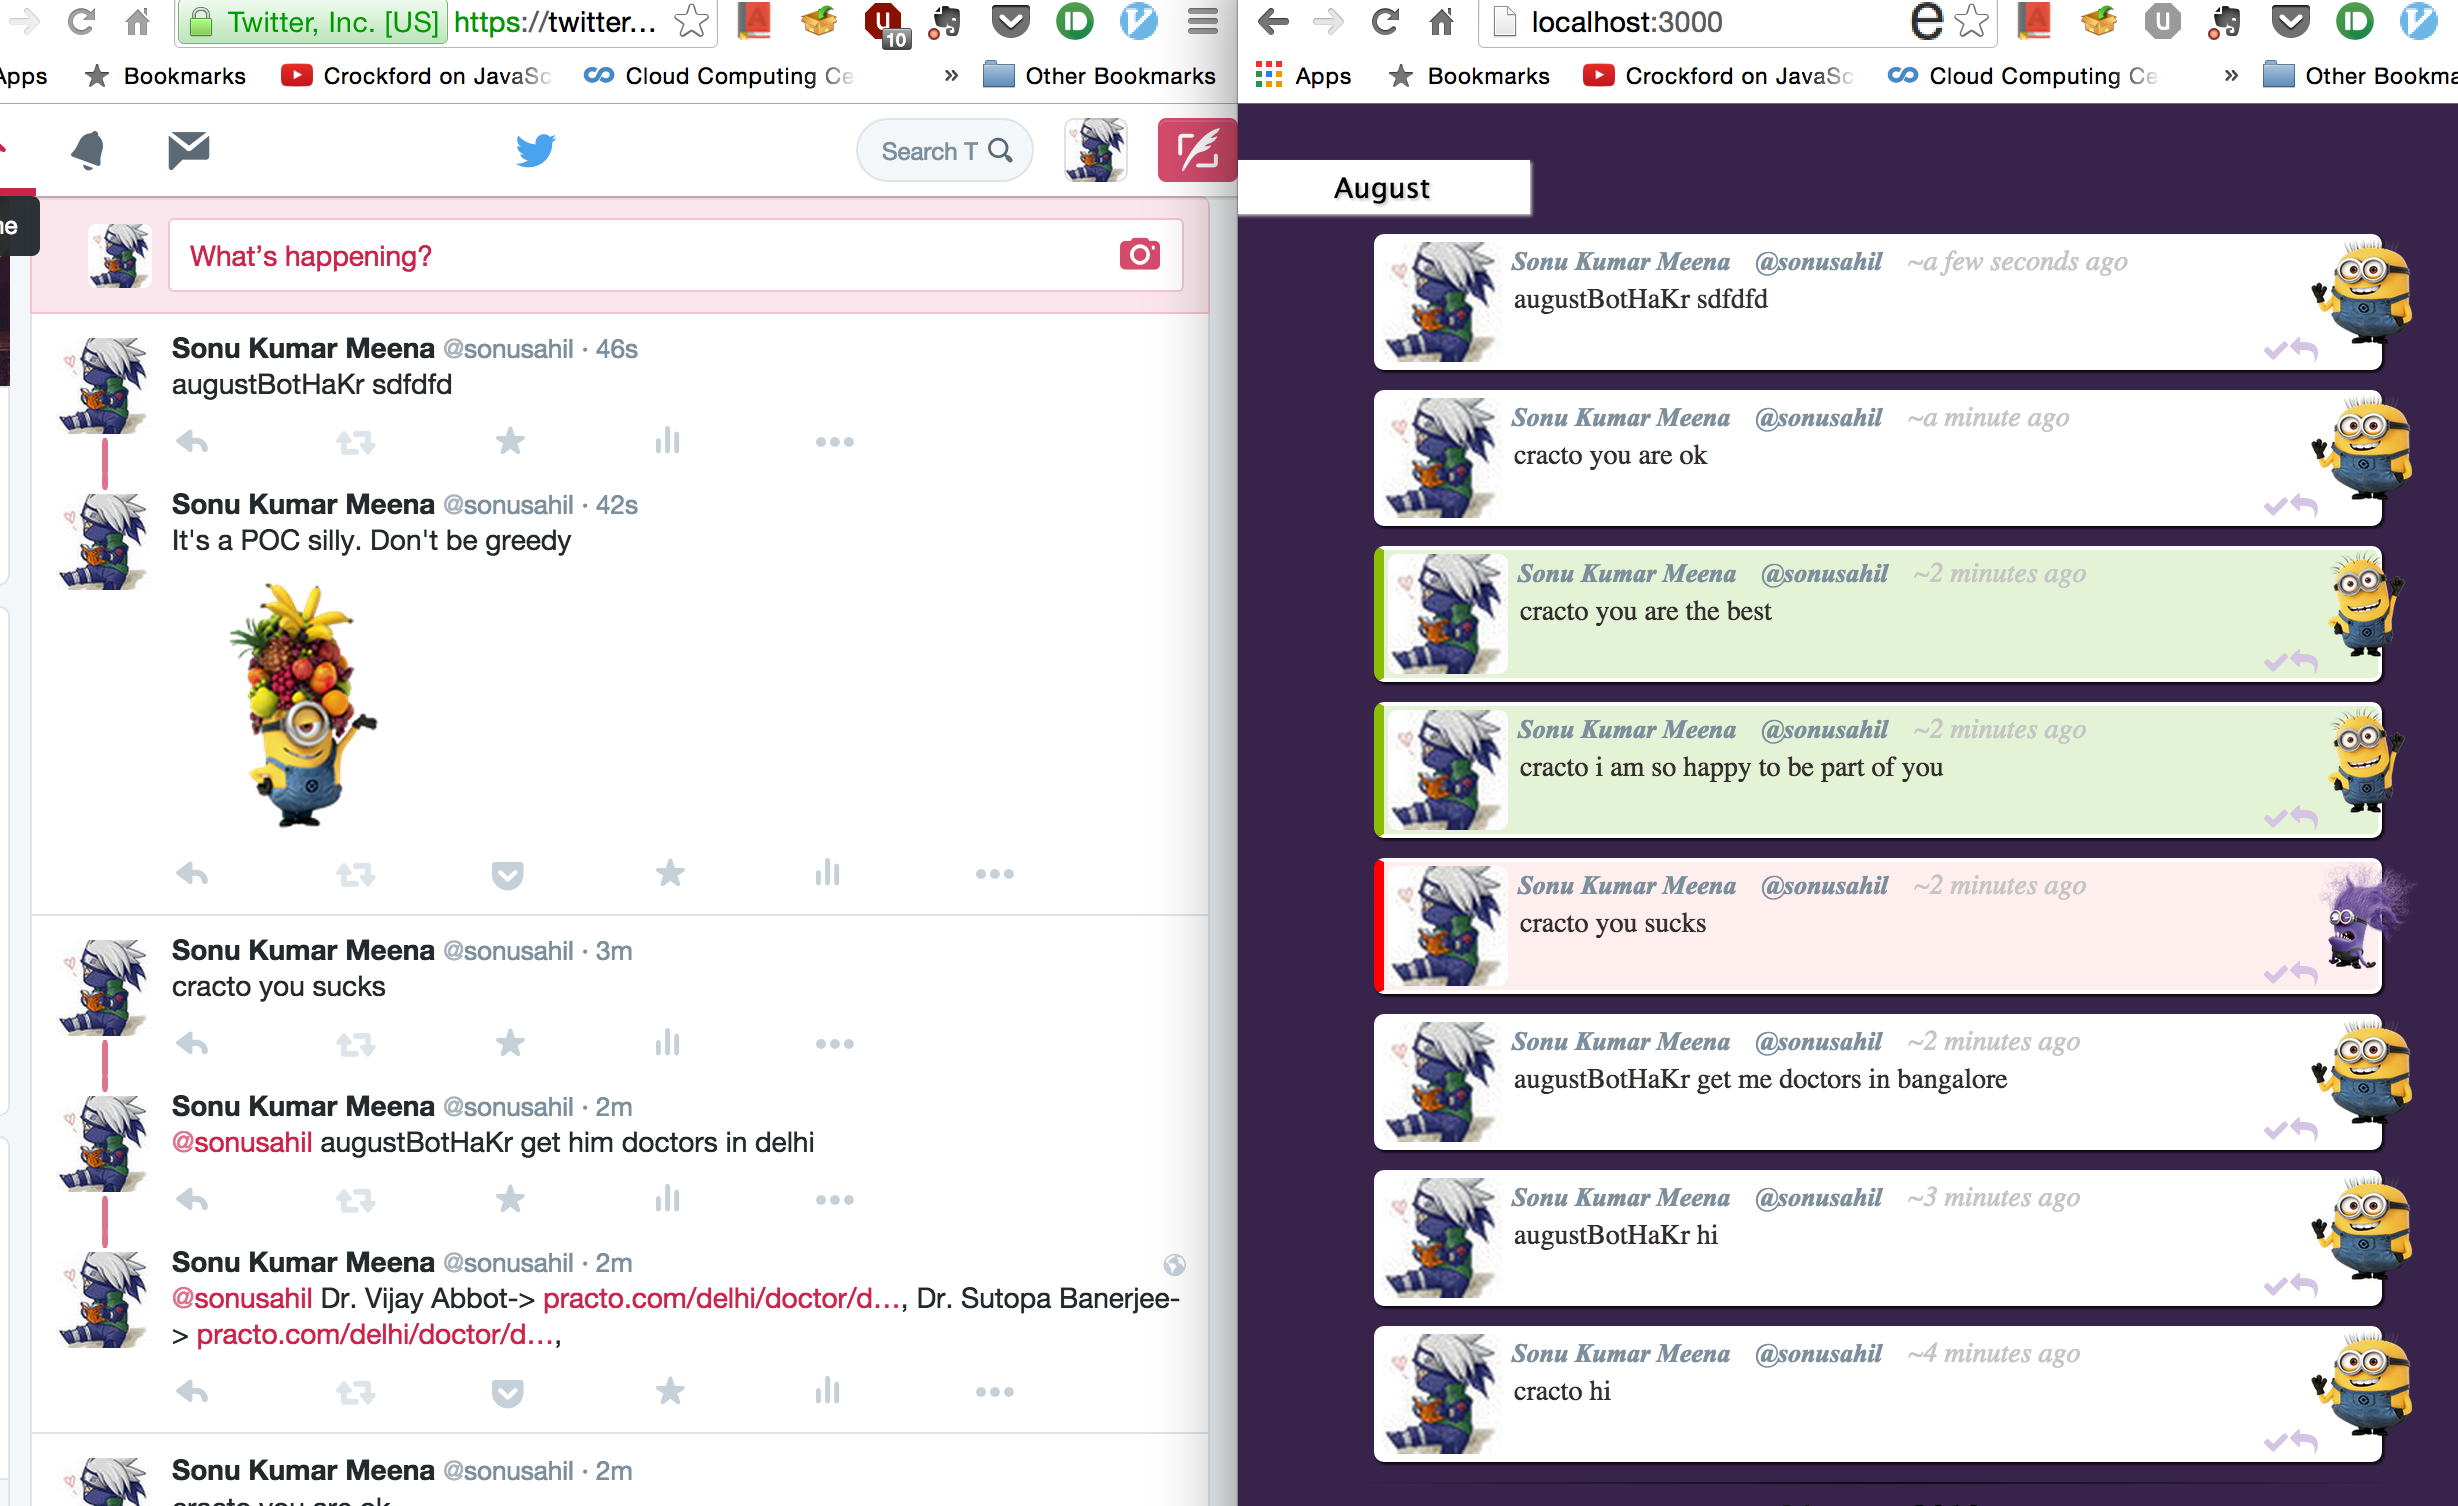 Twitter, Inc. [US] https://twitter...
10
Apps Bookmarks Crockford on JavaSc Cloud Computing Ce » Other Bookmarks
Search T
What's happening?
Sonu Kumar Meena @sonusahil · 46s
augustBotHaKr sdfdfd
Sonu Kumar Meena @sonusahil · 42s
It's a POC silly. Don't be greedy
Sonu Kumar Meena @sonusahil · 3m
cracto you sucks
Sonu Kumar Meena @sonusahil · 2m
@sonusahil augustBotHaKr get him doctors in delhi
Sonu Kumar Meena @sonusahil · 2m
@sonusahil Dr. Vijay Abbot-> practo.com/delhi/doctor/d..., Dr. Sutopa Banerjee-
> practo.com/delhi/doctor/d...,
Sonu Kumar Meena @sonusahil · 2m
cracto you are ok
localhost:3000
Apps Bookmarks Crockford on JavaSc Cloud Computing Ce » Other Bookma
August
Sonu Kumar Meena @sonusahil ~a few seconds ago
augustBotHaKr sdfdfd
Sonu Kumar Meena @sonusahil ~a minute ago
cracto you are ok
Sonu Kumar Meena @sonusahil ~2 minutes ago
cracto you are the best
Sonu Kumar Meena @sonusahil ~2 minutes ago
cracto i am so happy to be part of you
Sonu Kumar Meena @sonusahil ~2 minutes ago
cracto you sucks
Sonu Kumar Meena @sonusahil ~2 minutes ago
augustBotHaKr get me doctors in bangalore
Sonu Kumar Meena @sonusahil ~3 minutes ago
augustBotHaKr hi
Sonu Kumar Meena @sonusahil ~4 minutes ago
cracto hi